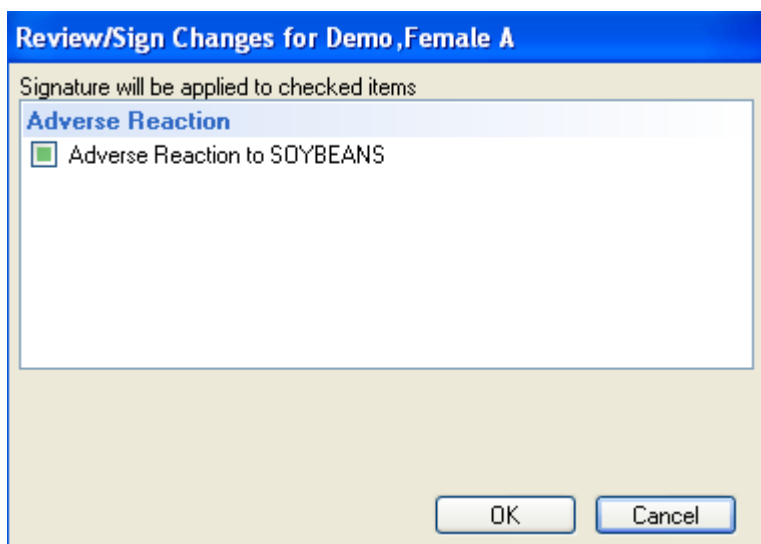 Review/Sign Changes for Demo,Female A
Signature will be applied to checked items
Adverse Reaction
Adverse Reaction to SOYBEANS
OK
Cancel